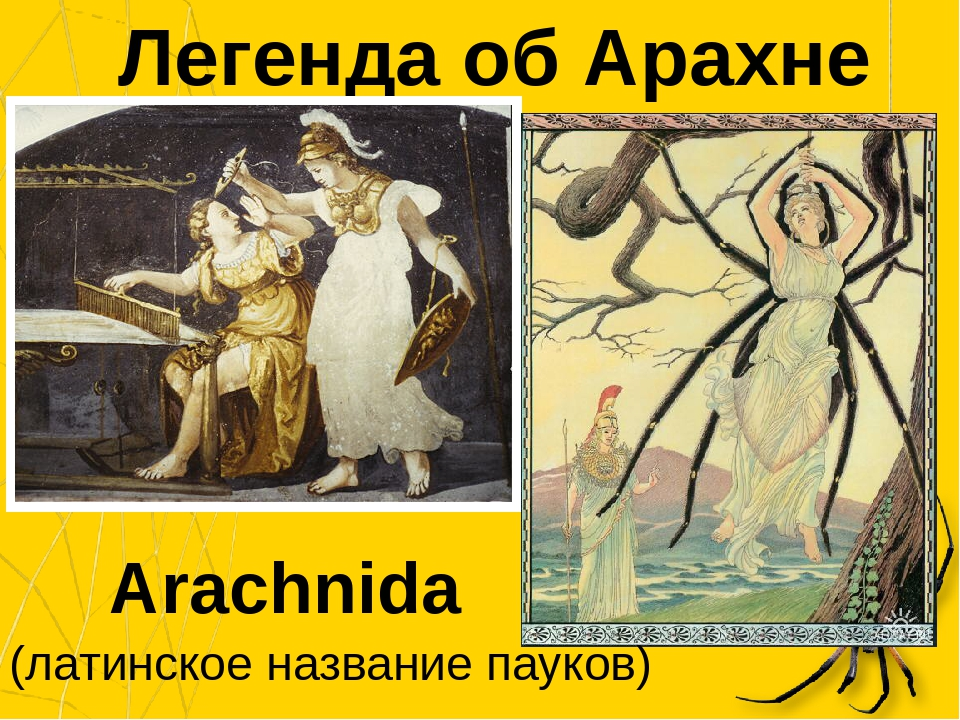 Легенда об Арахне
Arachnida
(латинское название пауков)